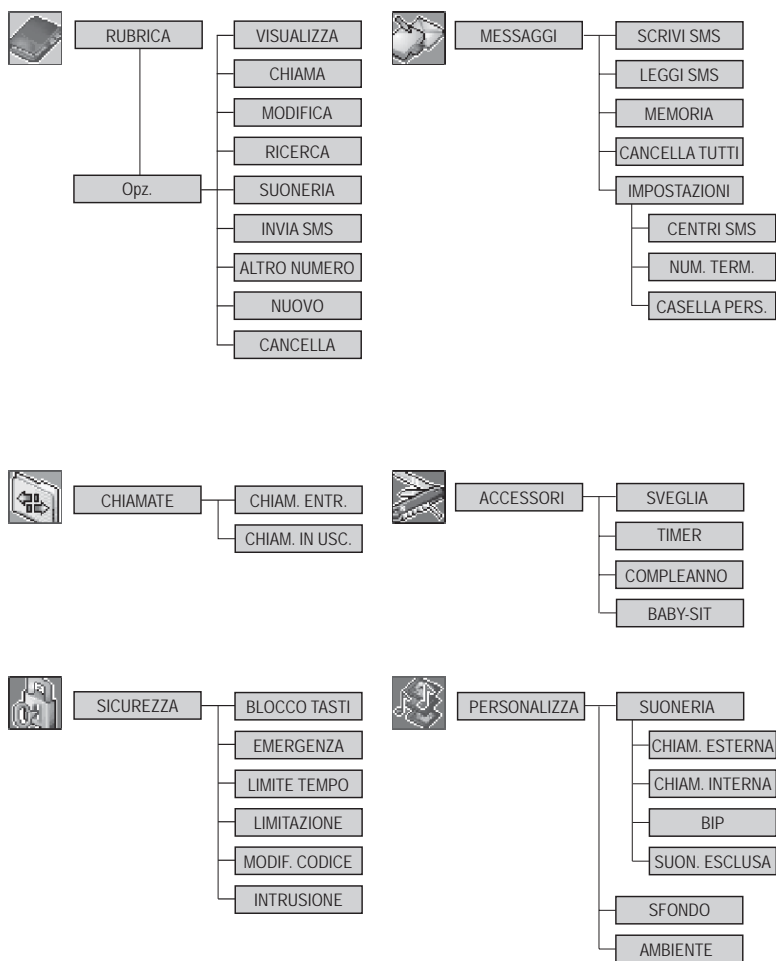 RUBRICA
VISUALIZZA
CHIAMA
MODIFICA
RICERCA
Opz.
SUONERIA
INVIA SMS
ALTRO NUMERO
NUOVO
CANCELLA
MESSAGGI
SCRIVI SMS
LEGGI SMS
MEMORIA
CANCELLA TUTTI
IMPOSTAZIONI
CENTRI SMS
NUM. TERM.
CASELLA PERS.
CHIAMATE
CHIAM. ENTR.
CHIAM. IN USC.
ACCESSORI
SVEGLIA
TIMER
COMPLEANNO
BABY-SIT
SICUREZZA
BLOCCO TASTI
EMERGENZA
LIMITE TEMPO
LIMITAZIONE
MODIF. CODICE
INTRUSIONE
PERSONALIZZA
SUONERIA
CHIAM. ESTERNA
CHIAM. INTERNA
BIP
SUON. ESCLUSA
SFONDO
AMBIENTE